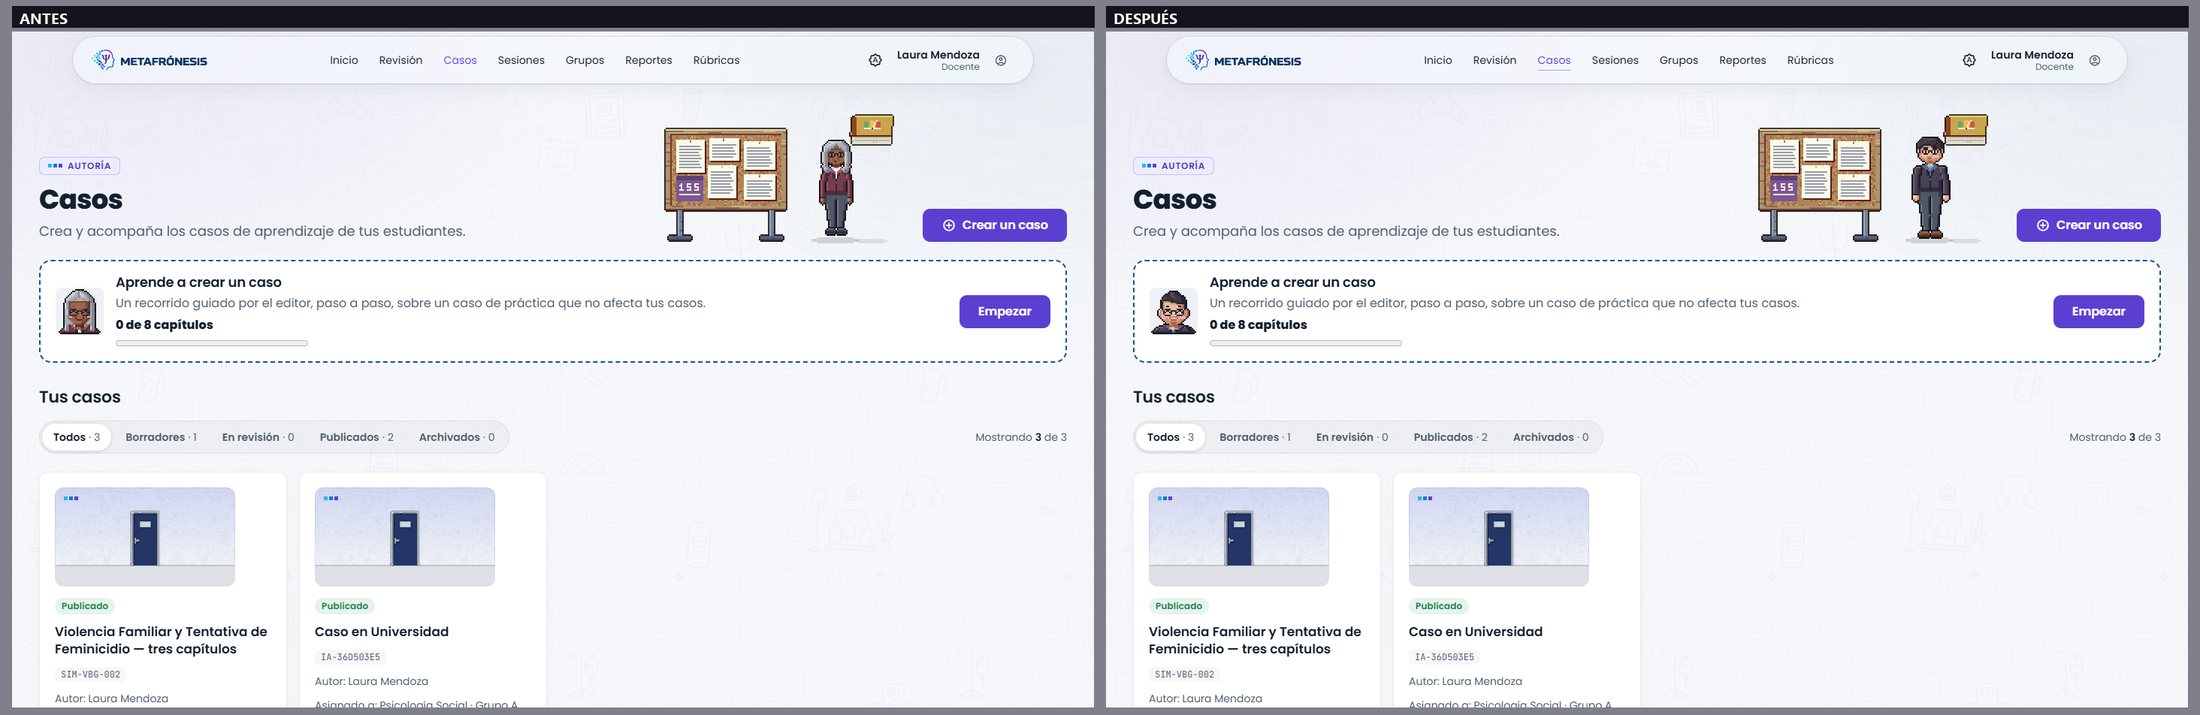 ANTES
METAFRÓNESIS
Inicio Revisión Casos Sesiones Grupos Reportes Rúbricas
Laura Mendoza
Docente
155
AUTORÍA
Casos
Crea y acompaña los casos de aprendizaje de tus estudiantes.
Crear un caso
Aprende a crear un caso
Un recorrido guiado por el editor, paso a paso, sobre un caso de práctica que no afecta tus casos.
0 de 8 capítulos
Empezar
Tus casos
Todos · 3 Borradores · 1 En revisión · 0 Publicados · 2 Archivados · 0
Mostrando 3 de 3
Publicado
Violencia Familiar y Tentativa de
Feminicidio — tres capítulos
SIM-VBG-002
Autor: Laura Mendoza
Publicado
Caso en Universidad
IA-36D503E5
Autor: Laura Mendoza
Asignado a: Psicología Social · Grupo A
DESPUÉS
METAFRÓNESIS
Inicio Revisión Casos Sesiones Grupos Reportes Rúbricas
Laura Mendoza
Docente
155
AUTORÍA
Casos
Crea y acompaña los casos de aprendizaje de tus estudiantes.
Crear un caso
Aprende a crear un caso
Un recorrido guiado por el editor, paso a paso, sobre un caso de práctica que no afecta tus casos.
0 de 8 capítulos
Empezar
Tus casos
Todos · 3 Borradores · 1 En revisión · 0 Publicados · 2 Archivados · 0
Mostrando 3 de 3
Publicado
Violencia Familiar y Tentativa de
Feminicidio — tres capítulos
SIM-VBG-002
Autor: Laura Mendoza
Publicado
Caso en Universidad
IA-36D503E5
Autor: Laura Mendoza
Asignado a: Psicología Social · Grupo A